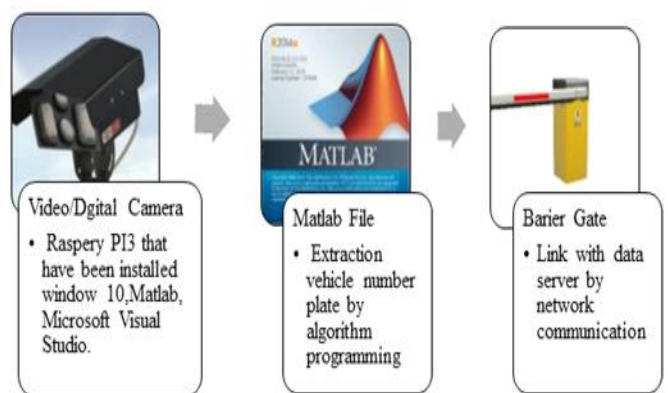 R2014a
MATLAB®
Video/Dgital Camera
• Raspery PI3 that
have been installed
window 10,Matlab,
Microsoft Visual
Studio.
Matlab File
• Extraction
vehicle number
plate by
algorithm
programming
Barier Gate
• Link with data
server by
network
communication